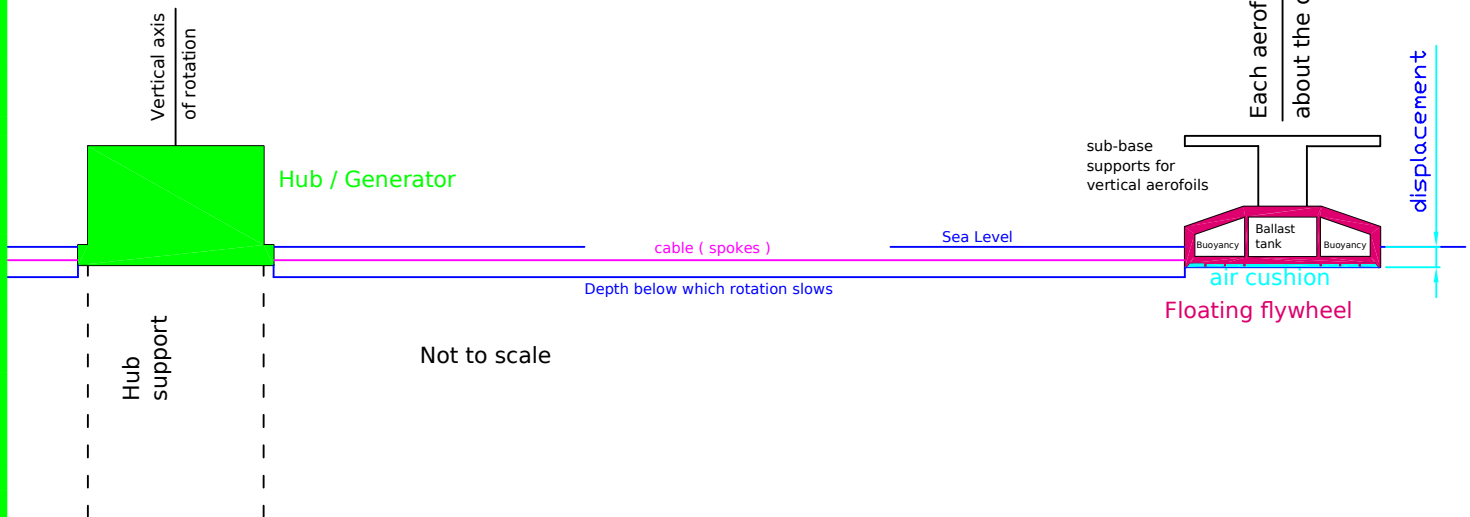 Vertical axis
of rotation
Hub / Generator
Hub
support
cable ( spokes )
Sea Level
Depth below which rotation slows
Not to scale
Each aerof
about the
sub-base
supports for
vertical aerofoils
Buoyancy
Ballast
tank
Buoyancy
air cushion
Floating flywheel
displacement